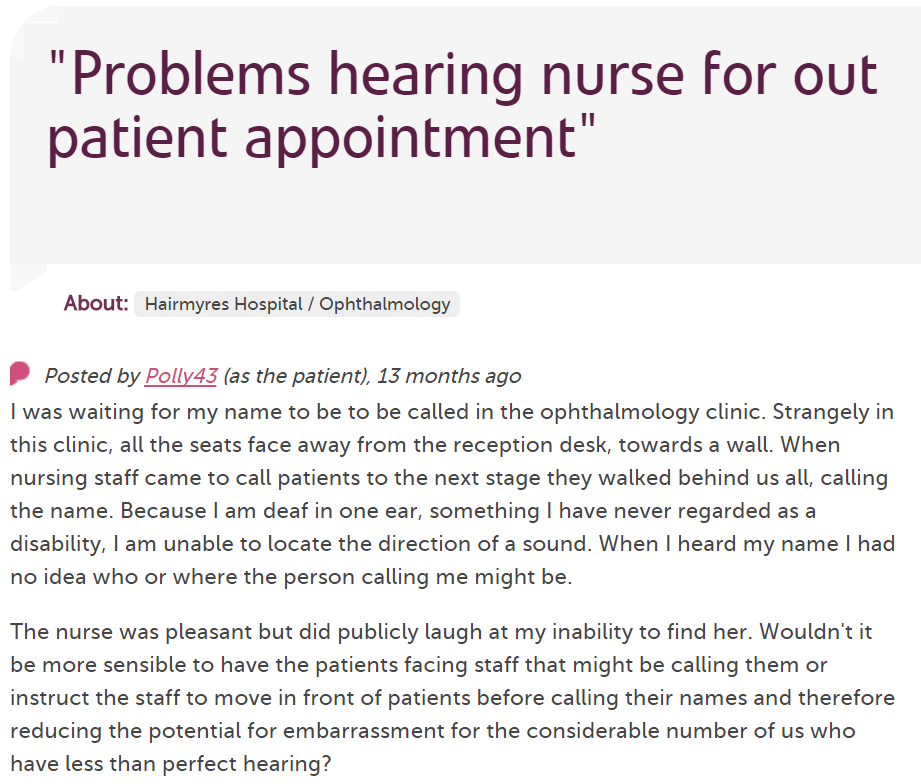 "Problems hearing nurse for out
patient appointment"
About: Hairmyres Hospital / Ophthalmology
Posted by Polly43 (as the patient), 13 months ago
I was waiting for my name to be to be called in the ophthalmology clinic. Strangely in
this clinic, all the seats face away from the reception desk, towards a wall. When
nursing staff came to call patients to the next stage they walked behind us all, calling
the name. Because I am deaf in one ear, something I have never regarded as a
disability, I am unable to locate the direction of a sound. When I heard my name I had
no idea who or where the person calling me might be.
The nurse was pleasant but did publicly laugh at my inability to find her. Wouldn't it
be more sensible to have the patients facing staff that might be calling them or
instruct the staff to move in front of patients before calling their names and therefore
reducing the potential for embarrassment for the considerable number of us who
have less than perfect hearing?